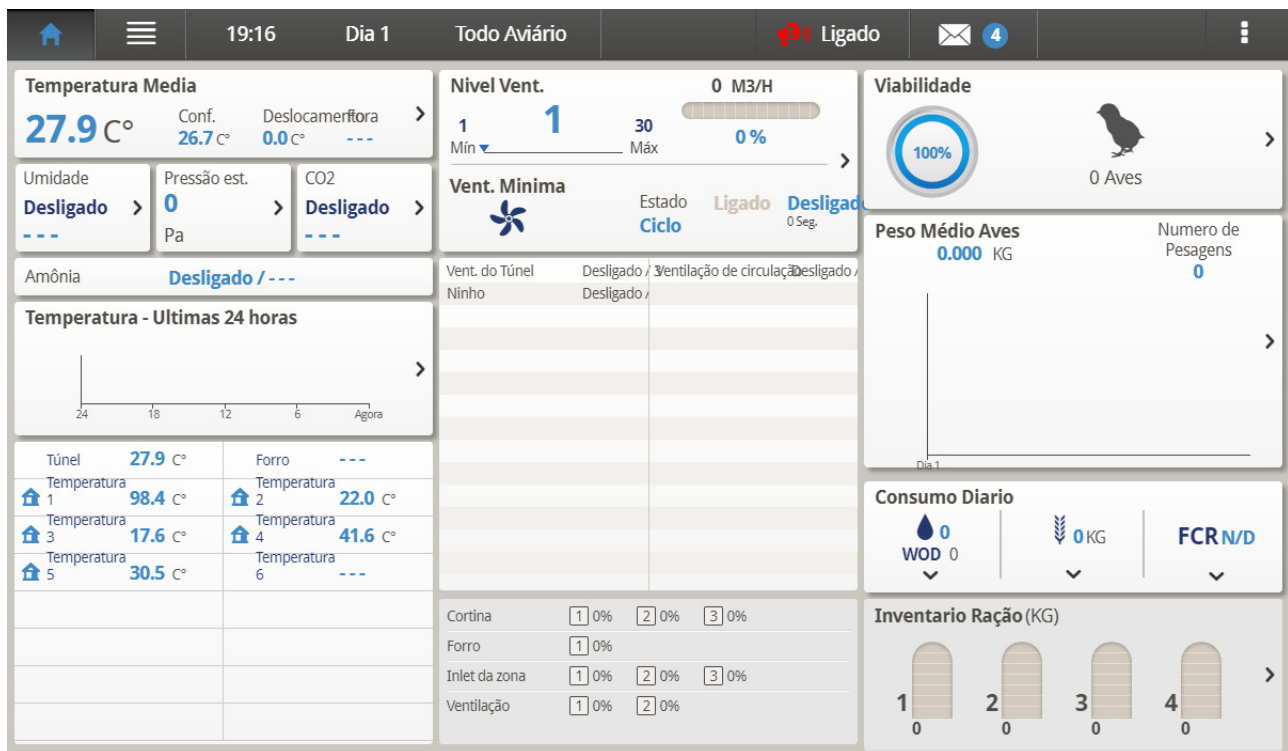 19:16 Dia 1 Todo Aviário Ligado 4
Temperatura Media
27.9 C°
Conf. Deslocamento Fora
26.7 C° 0.0 C° - - -
Umidade
Desligado
- - -
Pressão est.
0
Pa
CO2
Desligado
- - -
Amônia Desligado / - - -
Temperatura - Ultimas 24 horas
24 18 12 6 Agora
Túnel 27.9 C° Forro - - -
Temperatura 1 98.4 C° Temperatura 2 22.0 C°
Temperatura 3 17.6 C° Temperatura 4 41.6 C°
Temperatura 5 30.5 C° Temperatura 6 - - -
Nivel Vent. 0 M3/H
1 1 30
Mín Máx 0 %
Vent. Minima
Estado Ligado Desligado
Ciclo 0 Seg.
Vent. do Túnel Desligado / 3 Ventilação de circulação Desligado /
Ninho Desligado /
Cortina 1 0% 2 0% 3 0%
Forro 1 0%
Inlet da zona 1 0% 2 0% 3 0%
Ventilação 1 0% 2 0%
Viabilidade
100%
0 Aves
Peso Médio Aves
0.000 KG
Numero de
Pesagens
0
Dia 1
Consumo Diario
0
WOD 0
0 KG
FCR N/D
Inventario Ração (KG)
1 2 3 4
0 0 0 0